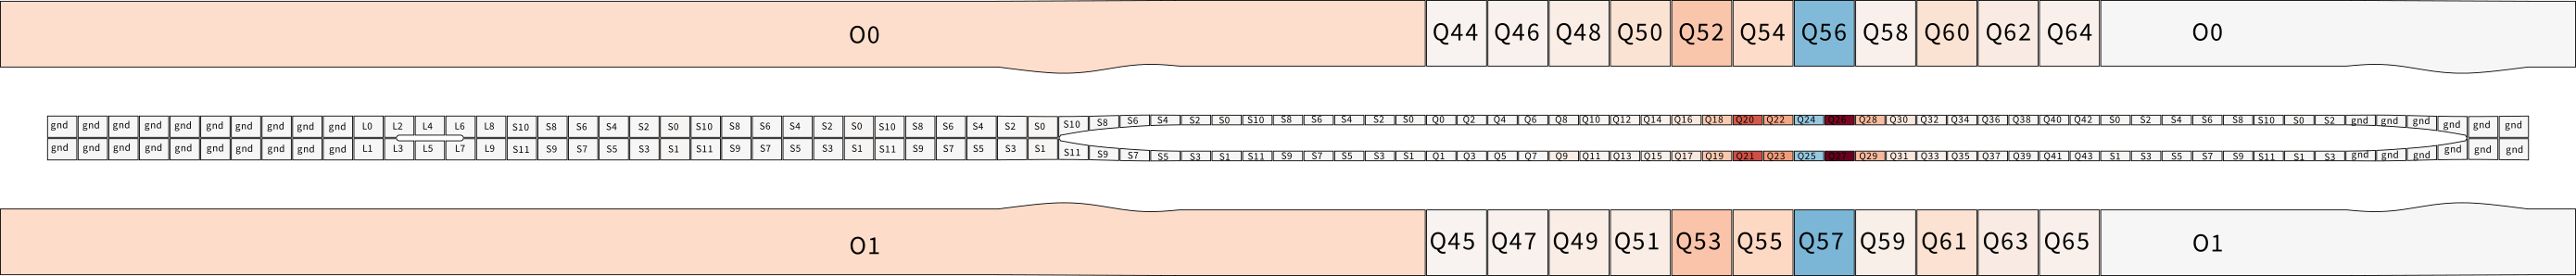 O0 Q44 Q46 Q48 Q50 Q52 Q54 Q56 Q58 Q60 Q62 Q64 O0
gnd gnd gnd gnd gnd gnd gnd gnd gnd gnd L0 L2 L4 L6 L8 S10 S8 S6 S4 S2 S0 S10 S8 S6 S4 S2 S0 S10 S8 S6 S4 S2 S0 S10 S8 S6 S4 S2 S0 S10 S8 S6 S4 S2 S0 Q0 Q2 Q4 Q6 Q8 Q10 Q12 Q14 Q16 Q18 Q20 Q22 Q24 Q26 Q28 Q30 Q32 Q34 Q36 Q38 Q40 Q42 S0 S2 S4 S6 S8 S10 S0 S2 gnd gnd gnd gnd gnd gnd
gnd gnd gnd gnd gnd gnd gnd gnd gnd gnd L1 L3 L5 L7 L9 S11 S9 S7 S5 S3 S1 S11 S9 S7 S5 S3 S1 S11 S9 S7 S5 S3 S1 S11 S9 S7 S5 S3 S1 S11 S9 S7 S5 S3 S1 Q1 Q3 Q5 Q7 Q9 Q11 Q13 Q15 Q17 Q19 Q21 Q23 Q25 Q27 Q29 Q31 Q33 Q35 Q37 Q39 Q41 Q43 S1 S3 S5 S7 S9 S11 S1 S3 gnd gnd gnd gnd gnd gnd
O1 Q45 Q47 Q49 Q51 Q53 Q55 Q57 Q59 Q61 Q63 Q65 O1